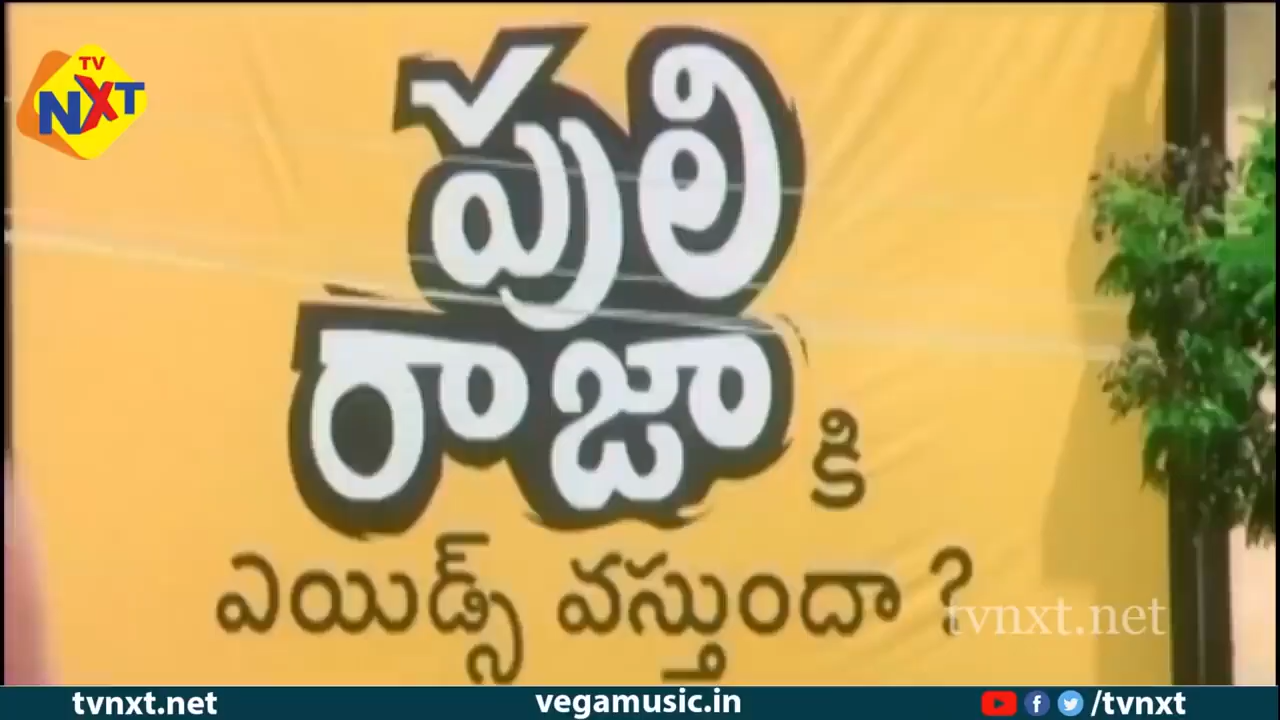 TV
NXT
పులి
రాజా కి
ఎయిడ్స్ వస్తుందా ?
tvnxt.net
tvnxt.net vegamusic.in /tvnxt